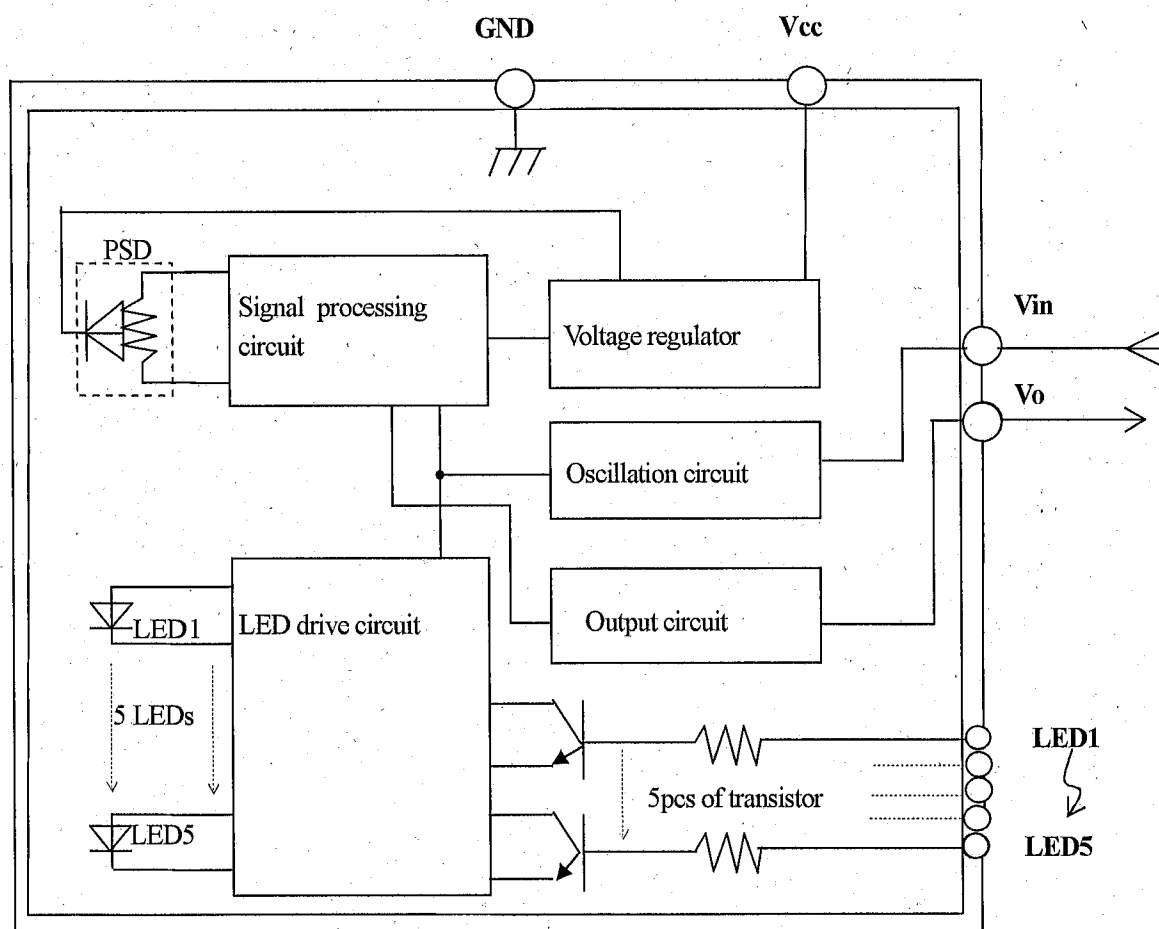 GND
Vcc
PSD
Signal processing
circuit
Voltage regulator
Vin
Vo
Oscillation circuit
LED1
LED drive circuit
Output circuit
5 LEDs
LED1
5pcs of transistor
LED5
LED5